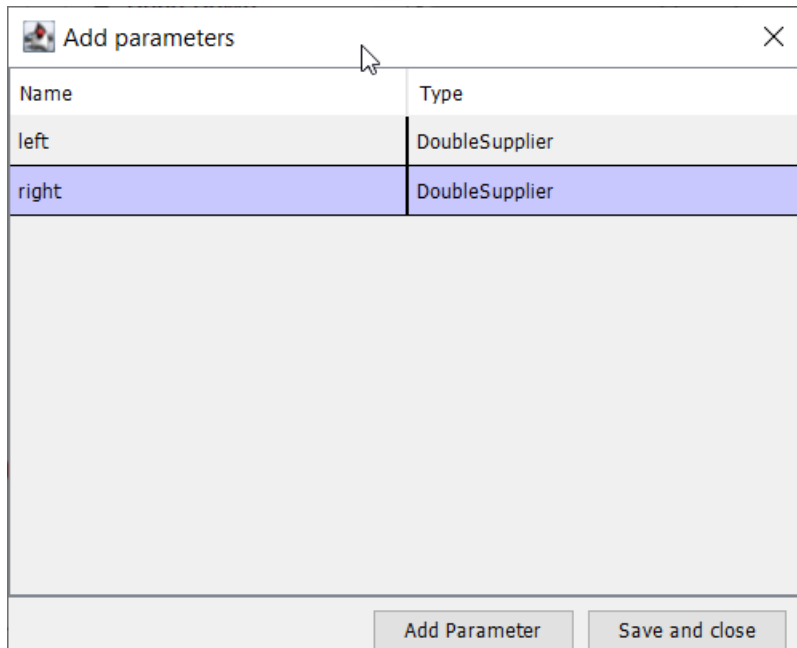 Add parameters
Name Type
left DoubleSupplier
right DoubleSupplier
Add Parameter Save and close